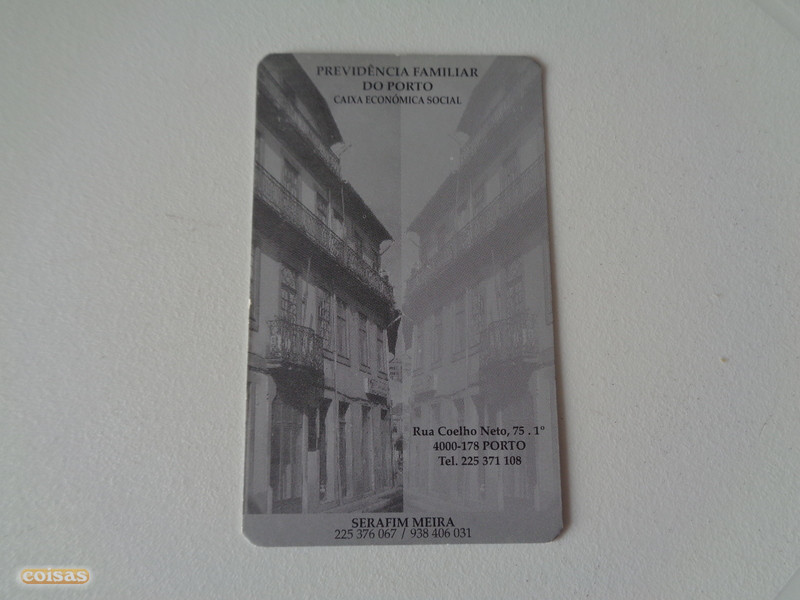 PREVIDÊNCIA FAMILIAR
DO PORTO
CAIXA ECONÓMICA SOCIAL
Rua Coelho Neto, 75 . 1º
4000-178 PORTO
Tel. 225 371 108
SERAFIM MEIRA
225 376 067 / 938 406 031
coisas